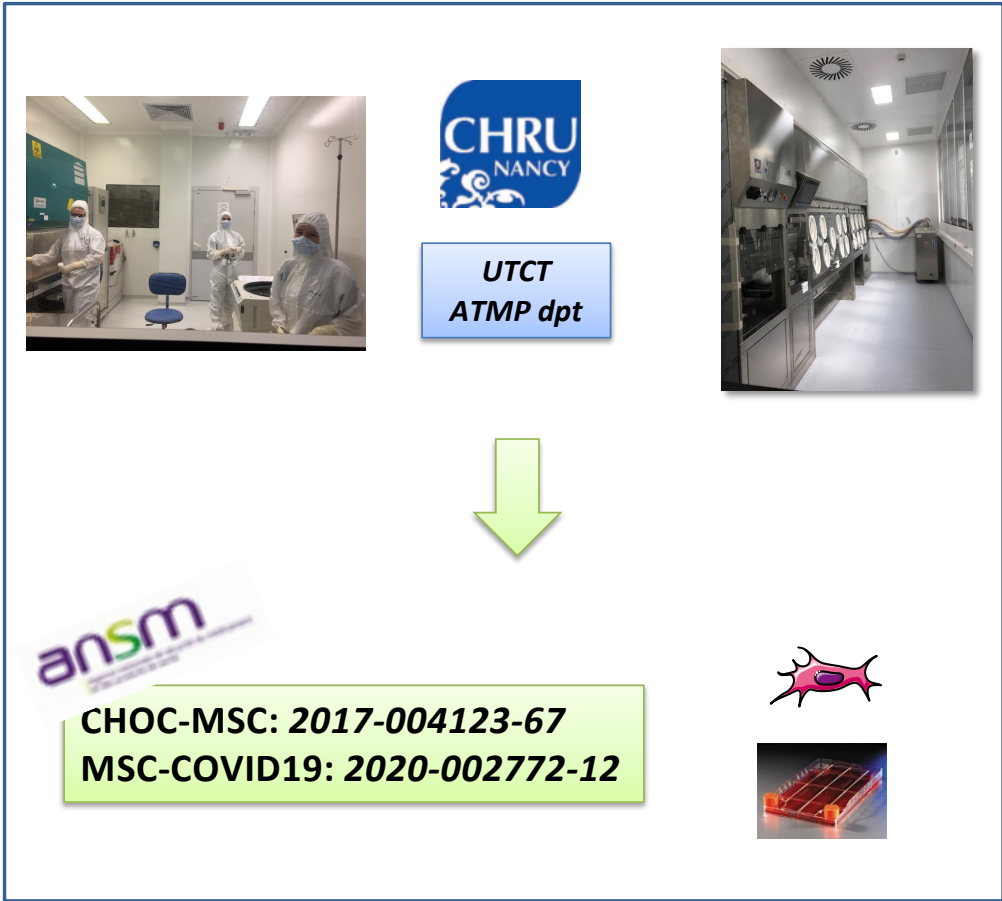 CHRU
NANCY
UTCT
ATMP dpt
ansm
CHOC-MSC: 2017-004123-67
MSC-COVID19: 2020-002772-12